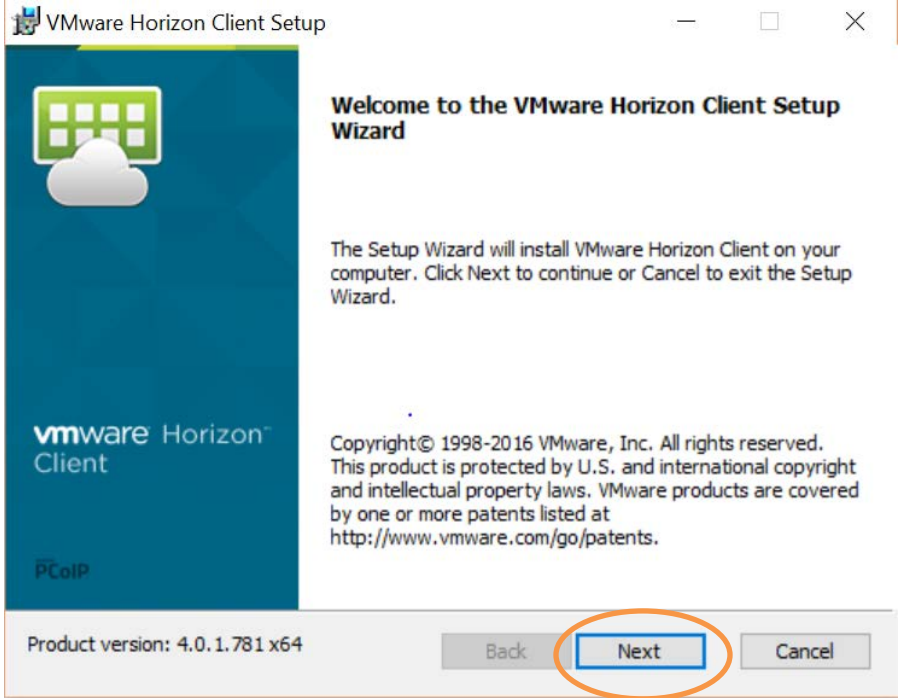 VMware Horizon Client Setup
Welcome to the VMware Horizon Client Setup
Wizard
The Setup Wizard will install VMware Horizon Client on your
computer. Click Next to continue or Cancel to exit the Setup
Wizard.
vmware Horizon™
Client
Copyright© 1998-2016 VMware, Inc. All rights reserved.
This product is protected by U.S. and international copyright
and intellectual property laws. VMware products are covered
by one or more patents listed at
http://www.vmware.com/go/patents.
PCoIP
Product version: 4.0.1.781 x64
Back
Next
Cancel